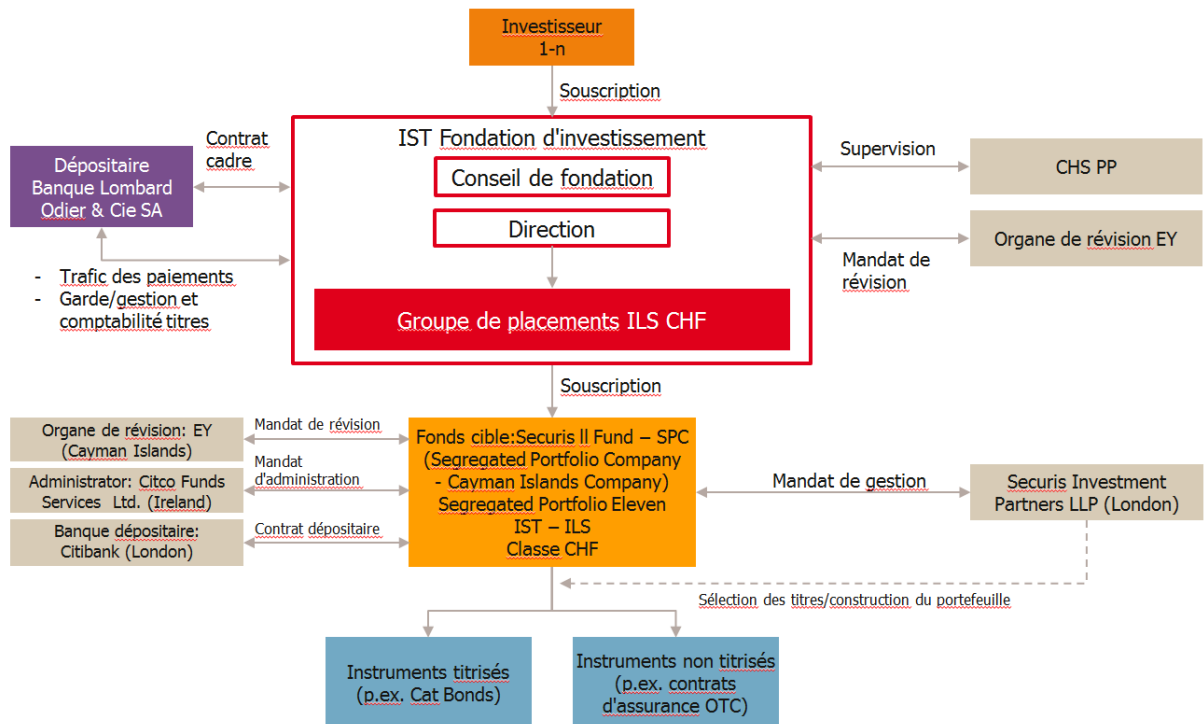 Investisseur
1-n
Souscription
IST Fondation d'investissement
Conseil de fondation
Direction
Groupe de placements ILS CHF
Contrat
cadre
Dépositaire
Banque Lombard
Odier & Cie SA
- Trafic des paiements
- Garde/gestion et
comptabilité titres
Supervision
CHS PP
Organe de révision EY
Mandat de
révision
Souscription
Organe de révision: EY
(Cayman Islands)
Mandat de révision
Administrator: Citco Funds
Services Ltd. (Ireland)
Mandat
d'administration
Banque dépositaire:
Citibank (London)
Contrat dépositaire
Fonds cible:Securis II Fund – SPC
(Segregated Portfolio Company
- Cayman Islands Company)
Segregated Portfolio Eleven
IST – ILS
Classe CHF
Mandat de gestion
Securis Investment
Partners LLP (London)
Sélection des titres/construction du portefeuille
Instruments titrisés
(p.ex. Cat Bonds)
Instruments non titrisés
(p.ex. contrats
d'assurance OTC)